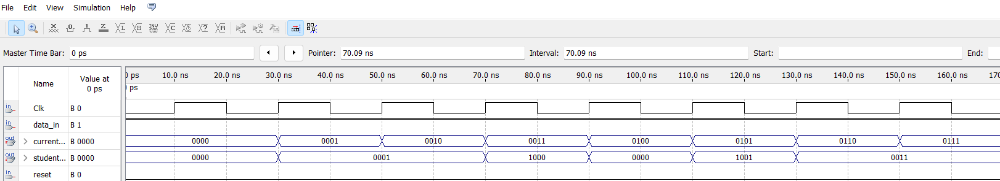 File Edit View Simulation Help
Master Time Bar: 0 ps Pointer: 70.09 ns Interval: 70.09 ns Start: End:
Name Value at 0 ps
0 ps 10.0 ns 20.0 ns 30.0 ns 40.0 ns 50.0 ns 60.0 ns 70.0 ns 80.0 ns 90.0 ns 100.0 ns 110.0 ns 120.0 ns 130.0 ns 140.0 ns 150.0 ns 160.0 ns 170
0 ps
in Clk B 0
in data_in B 1
out current... B 0000 0000 0001 0010 0011 0100 0101 0110 0111
out student... B 0000 0000 0001 1000 0000 1001 0011
in reset B 0